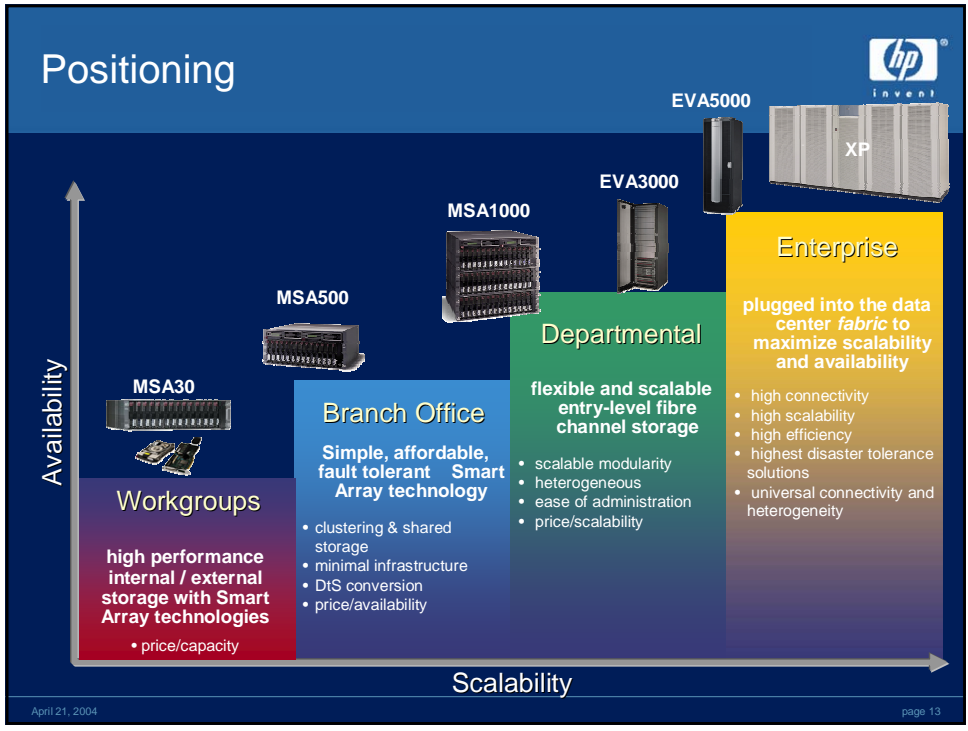 Positioning
hp
®
invent
EVA5000
XP
EVA3000
MSA1000
MSA500
MSA30
Availability
Workgroups
high performance
internal / external
storage with Smart
Array technologies
• price/capacity
Branch Office
Simple, affordable,
fault tolerant Smart
Array technology
• clustering & shared
storage
• minimal infrastructure
• DtS conversion
• price/availability
Departmental
flexible and scalable
entry-level fibre
channel storage
• scalable modularity
• heterogeneous
• ease of administration
• price/scalability
Enterprise
plugged into the data
center fabric to
maximize scalability
and availability
• high connectivity
• high scalability
• high efficiency
• highest disaster tolerance
solutions
• universal connectivity and
heterogeneity
Scalability
April 21, 2004
page 13